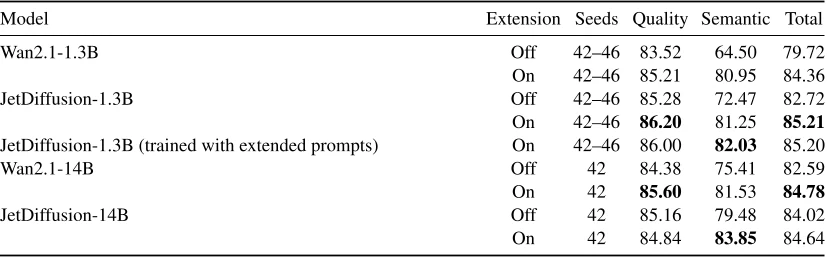 Model Extension Seeds Quality Semantic Total
Wan2.1-1.3B Off 42–46 83.52 64.50 79.72
On 42–46 85.21 80.95 84.36
JetDiffusion-1.3B Off 42–46 85.28 72.47 82.72
On 42–46 86.20 81.25 85.21
JetDiffusion-1.3B (trained with extended prompts) On 42–46 86.00 82.03 85.20
Wan2.1-14B Off 42 84.38 75.41 82.59
On 42 85.60 81.53 84.78
JetDiffusion-14B Off 42 85.16 79.48 84.02
On 42 84.84 83.85 84.64